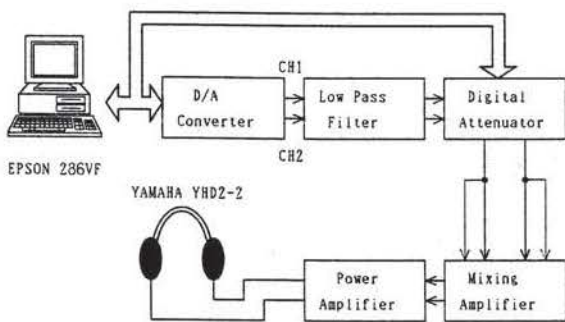 CH1
D/A
Converter
Low Pass
Filter
Digital
Attenuator
CH2
EPSON 286VF
YAMAHA YHD2-2
Power
Amplifier
Mixing
Amplifier